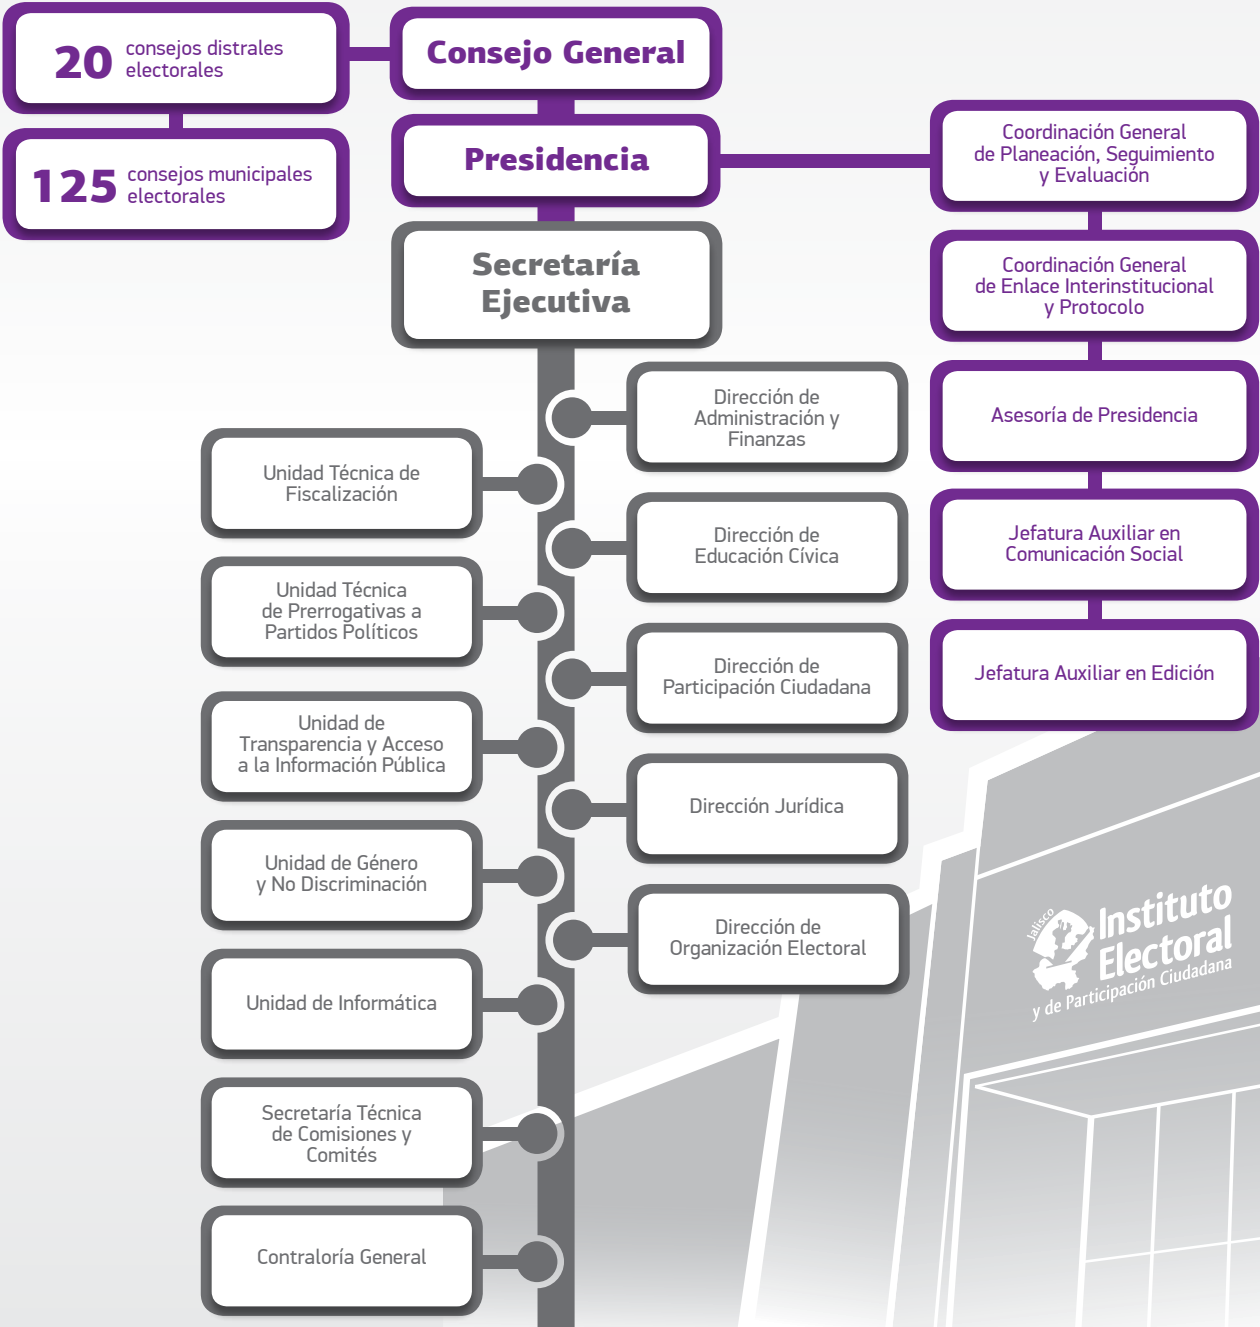 20 consejos distrales
electorales
125 consejos municipales
electorales
Consejo General
Presidencia
Secretaría
Ejecutiva
Coordinación General
de Planeación, Seguimiento
y Evaluación
Coordinación General
de Enlace Interinstitucional
y Protocolo
Asesoría de Presidencia
Jefatura Auxiliar en
Comunicación Social
Jefatura Auxiliar en Edición
Dirección de
Administración y
Finanzas
Unidad Técnica de
Fiscalización
Dirección de
Educación Cívica
Unidad Técnica
de Prerrogativas a
Partidos Políticos
Dirección de
Participación Ciudadana
Unidad de
Transparencia y Acceso
a la Información Pública
Dirección Jurídica
Unidad de Género
y No Discriminación
Dirección de
Organización Electoral
Unidad de Informática
Secretaría Técnica
de Comisiones y
Comités
Contraloría General
Jalisco
Instituto
Electoral
y de Participación Ciudadana